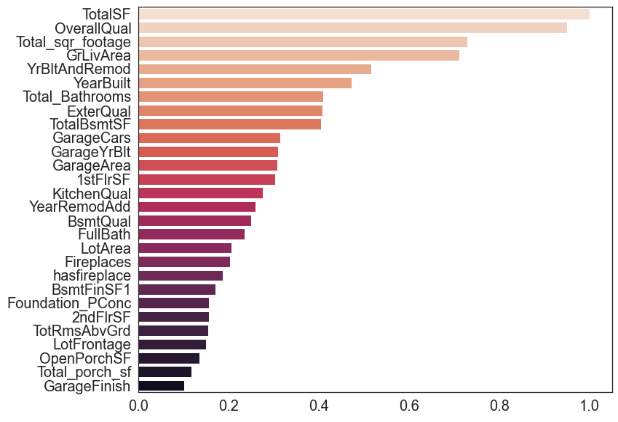 TotalSF
OverallQual
Total_sqr_footage
GrLivArea
YrBltAndRemod
YearBuilt
Total_Bathrooms
ExterQual
TotalBsmtSF
GarageCars
GarageYrBlt
GarageArea
1stFlrSF
KitchenQual
YearRemodAdd
BsmtQual
FullBath
LotArea
Fireplaces
hasfireplace
BsmtFinSF1
Foundation_PConc
2ndFlrSF
TotRmsAbvGrd
LotFrontage
OpenPorchSF
Total_porch_sf
GarageFinish
0.0 0.2 0.4 0.6 0.8 1.0